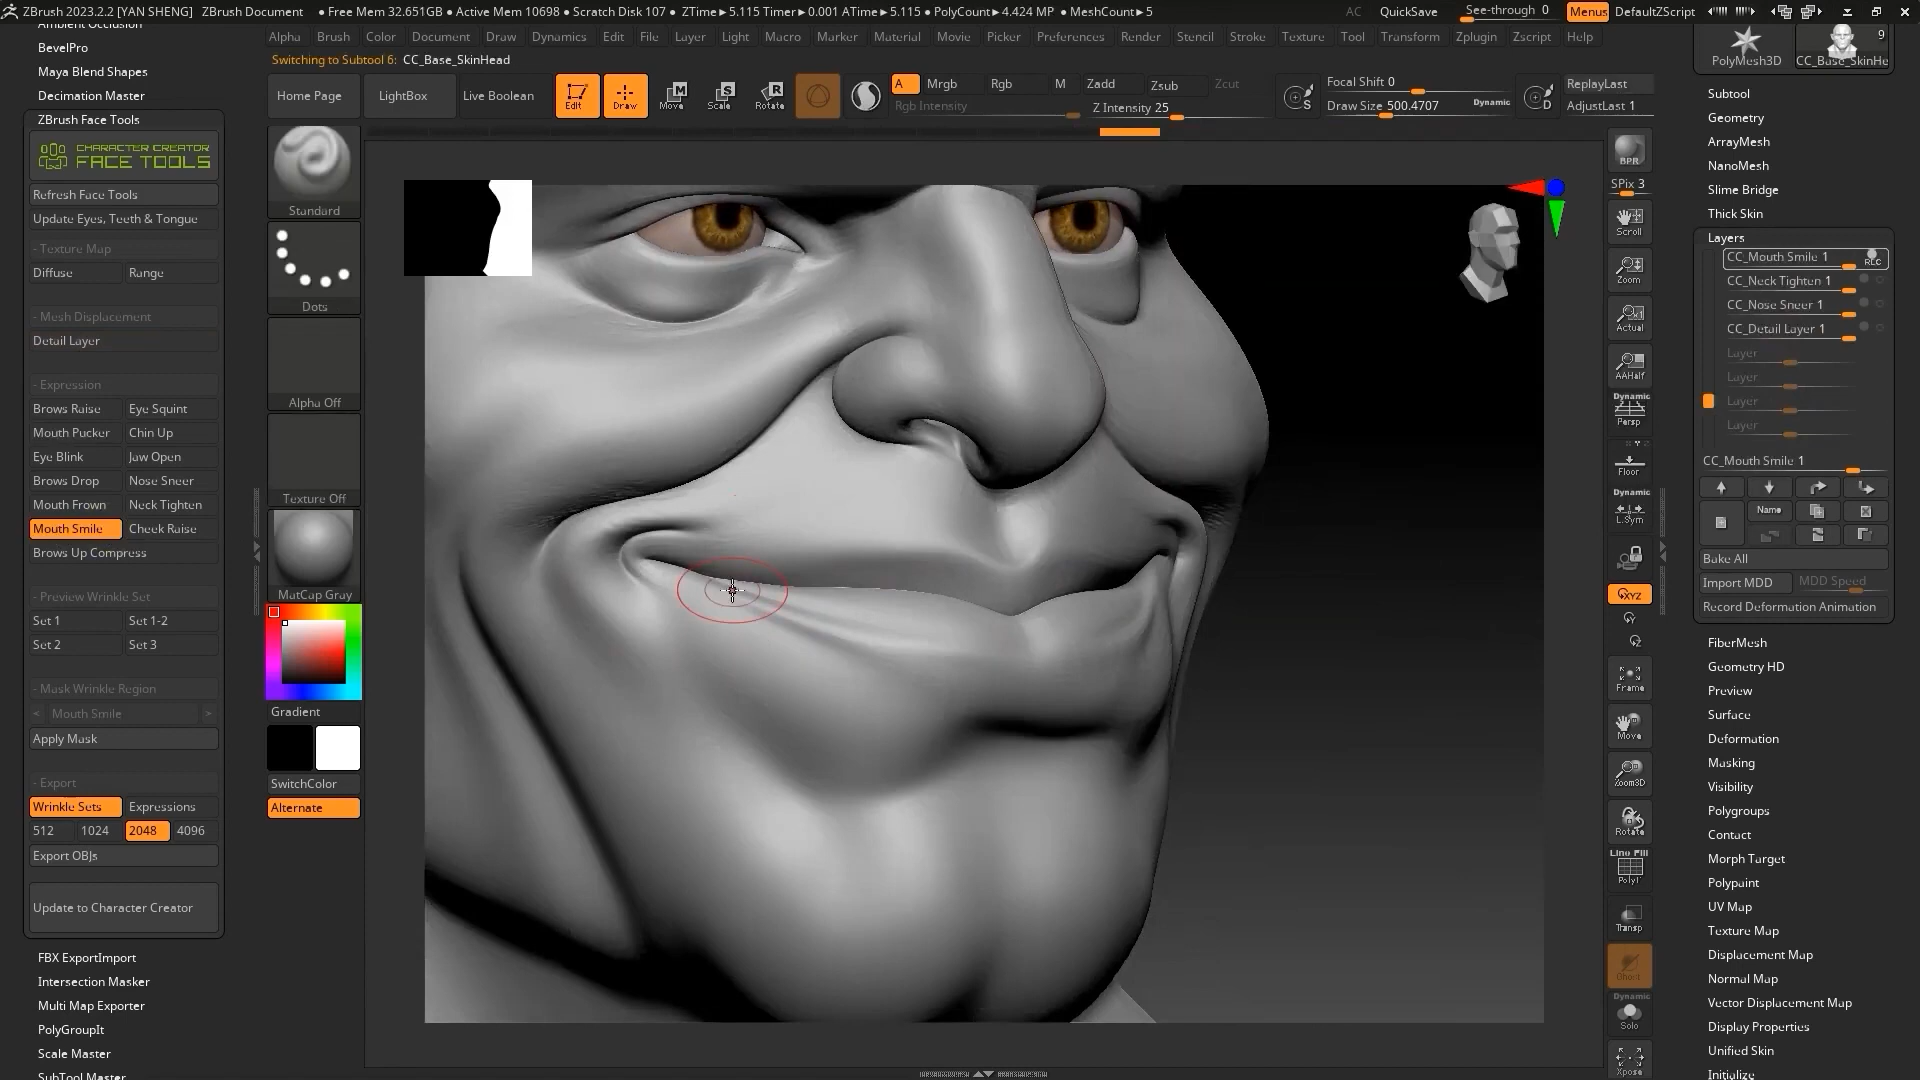 ZBrush 2023.2.2 [YAN SHENG]   ZBrush Document   • Free Mem 32.651GB • Active Mem 10698 • Scratch Disk 107 • ZTime►5.115 Timer►0.001 ATime►5.115 • PolyCount►4.424 MP • MeshCount►5   AC   QuickSave   See-through 0   Menus   DefaultZScript
Alpha Brush Color Document Draw Dynamics Edit File Layer Light Macro Marker Material Movie Picker Preferences Render Stencil Stroke Texture Tool Transform Zplugin Zscript Help
Switching to Subtool 6: CC_Base_SkinHead
Home Page
LightBox
Live Boolean
Edit
Draw
Move
Scale
Rotate
A
Mrgb
Rgb
M
Zadd
Zsub
Zcut
Rgb Intensity
Z Intensity 25
Focal Shift 0
Draw Size 500.4707
Dynamic
ReplayLast
AdjustLast 1
Ambient Occlusion
BevelPro
Maya Blend Shapes
Decimation Master
ZBrush Face Tools
CHARACTER CREATOR
FACE TOOLS
Refresh Face Tools
Update Eyes, Teeth & Tongue
- Texture Map
Diffuse Range
- Mesh Displacement
Detail Layer
- Expression
Brows Raise Eye Squint
Mouth Pucker Chin Up
Eye Blink Jaw Open
Brows Drop Nose Sneer
Mouth Frown Neck Tighten
Mouth Smile Cheek Raise
Brows Up Compress
- Preview Wrinkle Set
Set 1 Set 1-2
Set 2 Set 3
- Mask Wrinkle Region
< Mouth Smile >
Apply Mask
- Export
Wrinkle Sets Expressions
512 1024 2048 4096
Export OBJs
Update to Character Creator
FBX ExportImport
Intersection Masker
Multi Map Exporter
PolyGroupIt
Scale Master
SubTool Master
Standard
Dots
Alpha Off
Texture Off
MatCap Gray
Gradient
SwitchColor
Alternate
BPR
SPix 3
Scroll
Zoom
Actual
AAHalf
Dynamic
Persp
Floor
Dynamic
L.Sym
XYZ
Frame
Move
Zoom3D
Rotate
Line Fill
PolyF
Transp
Ghost
Dynamic
Solo
Xpose
PolyMesh3D
9
CC_Base_SkinHe
Subtool
Geometry
ArrayMesh
NanoMesh
Slime Bridge
Thick Skin
Layers
CC_Mouth Smile 1 REC
CC_Neck Tighten 1
CC_Nose Sneer 1
CC_Detail Layer 1
Layer
Layer
Layer
Layer
CC_Mouth Smile 1
Name
Bake All
Import MDD MDD Speed
Record Deformation Animation
FiberMesh
Geometry HD
Preview
Surface
Deformation
Masking
Visibility
Polygroups
Contact
Morph Target
Polypaint
UV Map
Texture Map
Displacement Map
Normal Map
Vector Displacement Map
Display Properties
Unified Skin
Initialize